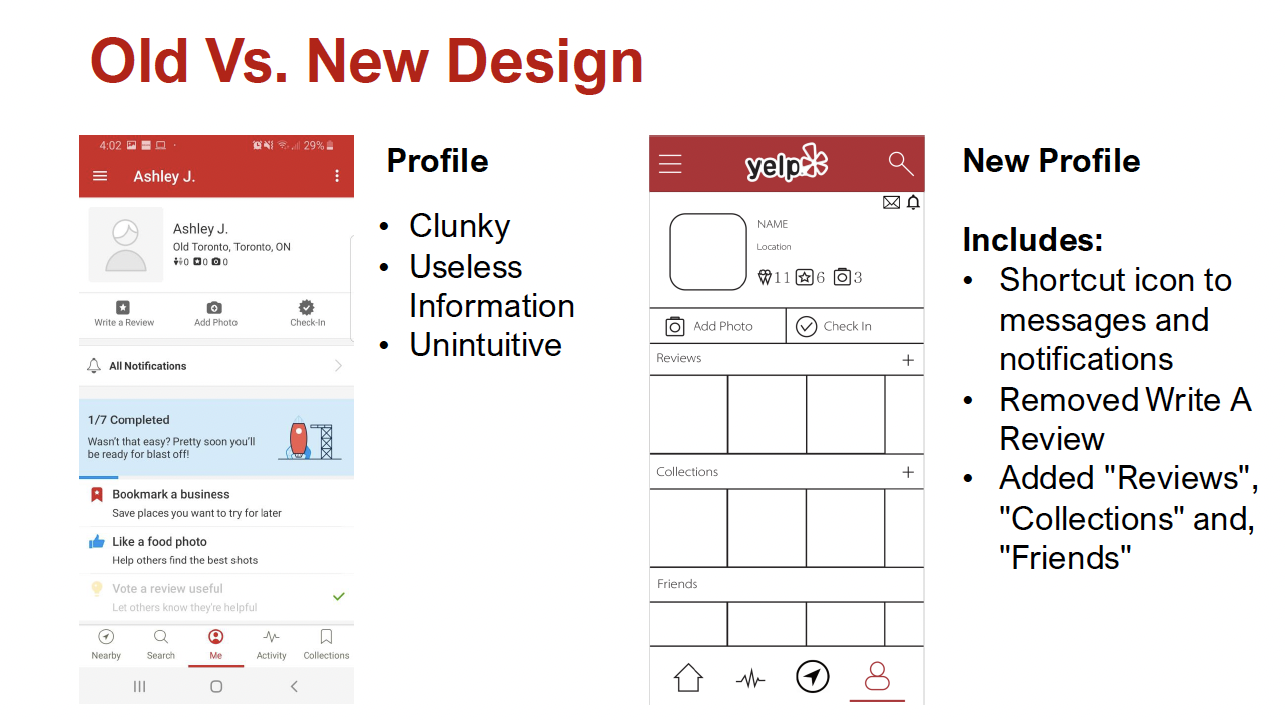 Old Vs. New Design
4:02
29%
Ashley J.
Ashley J.
Old Toronto, Toronto, ON
0 0 0
Write a Review
Add Photo
Check-In
All Notifications
1/7 Completed
Wasn't that easy? Pretty soon you'll
be ready for blast off!
Bookmark a business
Save places you want to try for later
Like a food photo
Help others find the best shots
Vote a review useful
Let others know they're helpful
Nearby
Search
Me
Activity
Collections
Profile
• Clunky
• Useless
Information
• Unintuitive
yelp
NAME
Location
11 6 3
Add Photo
Check In
Reviews +
Collections +
Friends
New Profile
Includes:
• Shortcut icon to
messages and
notifications
• Removed Write A
Review
• Added "Reviews",
"Collections" and,
"Friends"